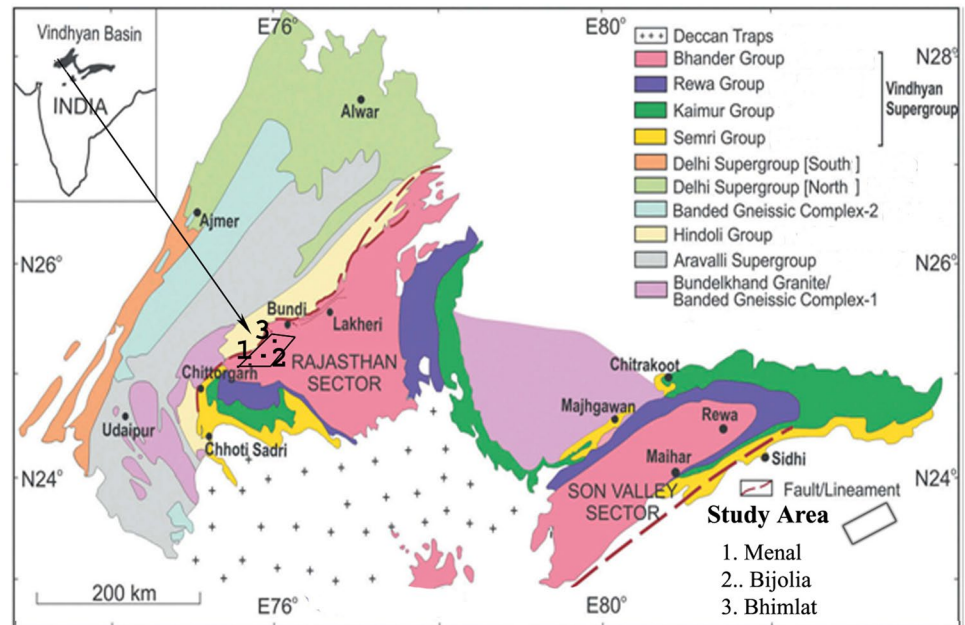 E76°
E80°
Vindhyan Basin
INDIA
Deccan Traps
Bhander Group
Rewa Group
Kaimur Group
Semri Group
Vindhyan
Supergroup
Delhi Supergroup [South ]
Delhi Supergroup [North ]
Banded Gneissic Complex-2
Hindoli Group
Aravalli Supergroup
Bundelkhand Granite/
Banded Gneissic Complex-1
N28°
Alwar
Ajmer
N26°
N26°
Bundi
Lakheri
3
1
2
RAJASTHAN
SECTOR
Chittorgarh
Chitrakoot
Majhgawan
Rewa
Udaipur
Chhoti Sadri
Maihar
Sidhi
N24°
N24°
SON VALLEY
SECTOR
Fault/Lineament
Study Area
1. Menal
2.. Bijolia
3. Bhimlat
200 km
E76°
E80°